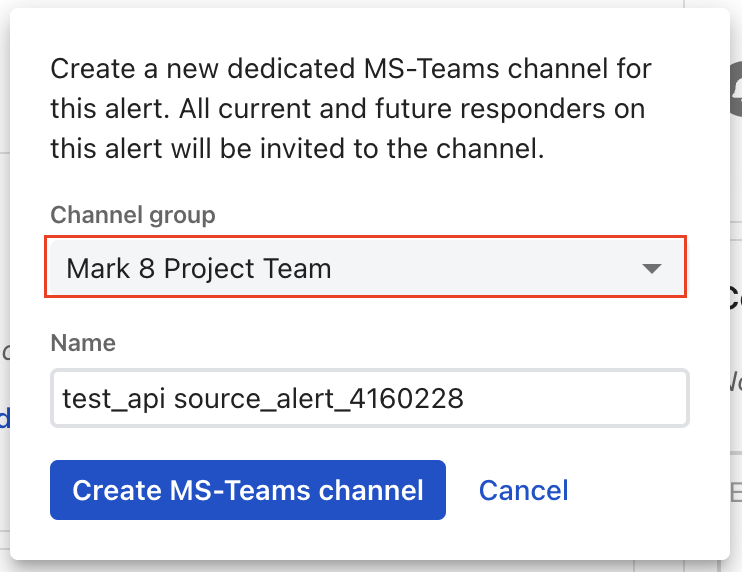 Create a new dedicated MS-Teams channel for
this alert. All current and future responders on
this alert will be invited to the channel.
Channel group
Mark 8 Project Team
Name
test_api source_alert_4160228
Create MS-Teams channel
Cancel